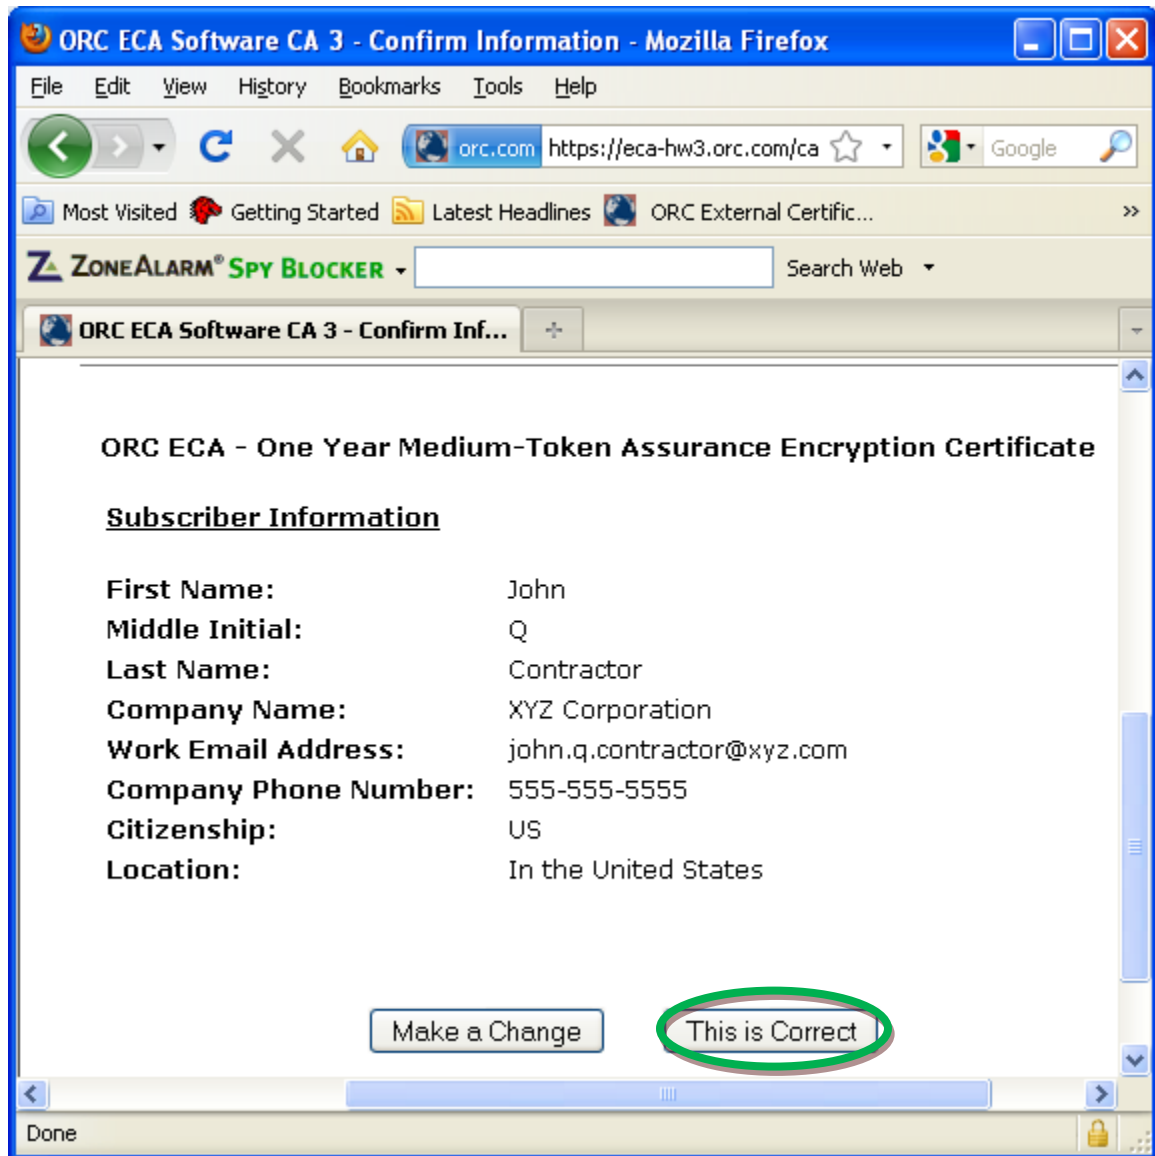 ORC ECA Software CA 3 - Confirm Information - Mozilla Firefox
File Edit View History Bookmarks Tools Help
orc.com https://eca-hw3.orc.com/ca Google
Most Visited Getting Started Latest Headlines ORC External Certific... »
ZoneAlarm® Spy Blocker Search Web
ORC ECA Software CA 3 - Confirm Inf...
ORC ECA - One Year Medium-Token Assurance Encryption Certificate
Subscriber Information
First Name: John
Middle Initial: Q
Last Name: Contractor
Company Name: XYZ Corporation
Work Email Address: john.q.contractor@xyz.com
Company Phone Number: 555-555-5555
Citizenship: US
Location: In the United States
Make a Change This is Correct
Done